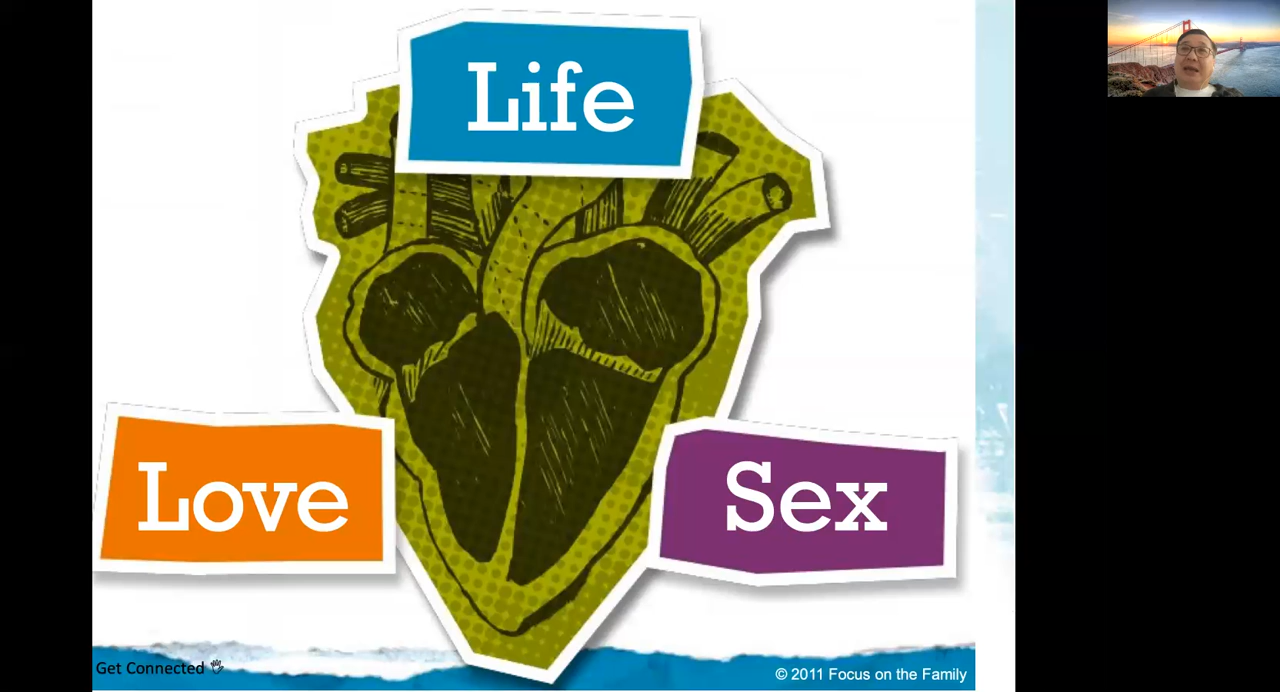 Life
Love
Sex
Get Connected 👋
© 2011 Focus on the Family